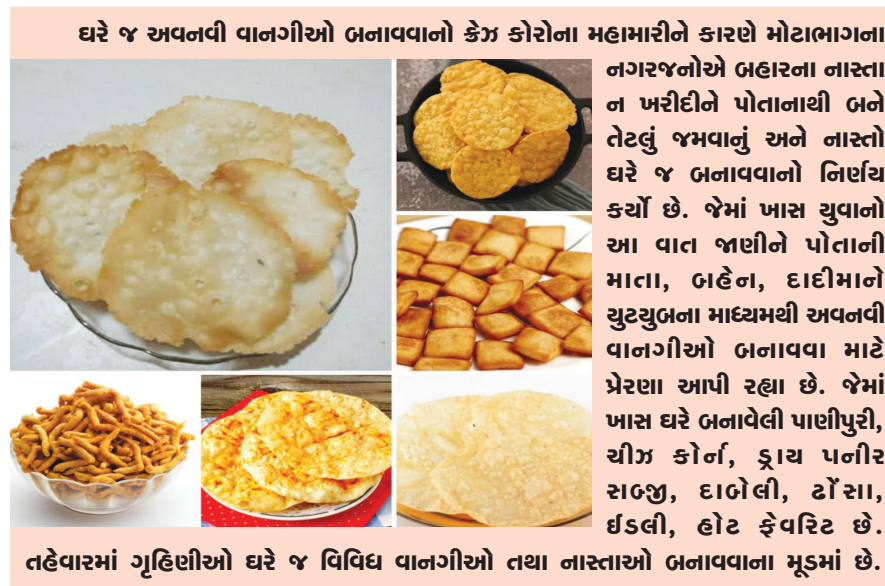 ઘરે જ અવનવી વાનગીઓ બનાવવાનો ક્રેઝ કોરોના મહામારીને કારણે મોટાભાગના
નગરજનોએ બહારના નાસ્તા
ન ખરીદીને પોતાનાથી બને
તેટલું જમવાનું અને નાસ્તો
ઘરે જ બનાવવાનો નિર્ણય
કર્યો છે. જેમાં ખાસ યુવાનો
આ વાત જાણીને પોતાની
માતા, બહેન, દાદીમાને
યુટયુબના માધ્યમથી અવનવી
વાનગીઓ બનાવવા માટે
પ્રેરણા આપી રહ્યા છે. જેમાં
ખાસ ઘરે બનાવેલી પાણીપુરી,
ચીઝ કોર્ન, ડ્રાય પનીર
સબ્જી, દાબેલી, ઢોંસા,
ઈડલી, હોટ ફેવરિટ છે.
તહેવારમાં ગૃહિણીઓ ઘરે જ વિવિધ વાનગીઓ તથા નાસ્તાઓ બનાવવાના મૂડમાં છે.